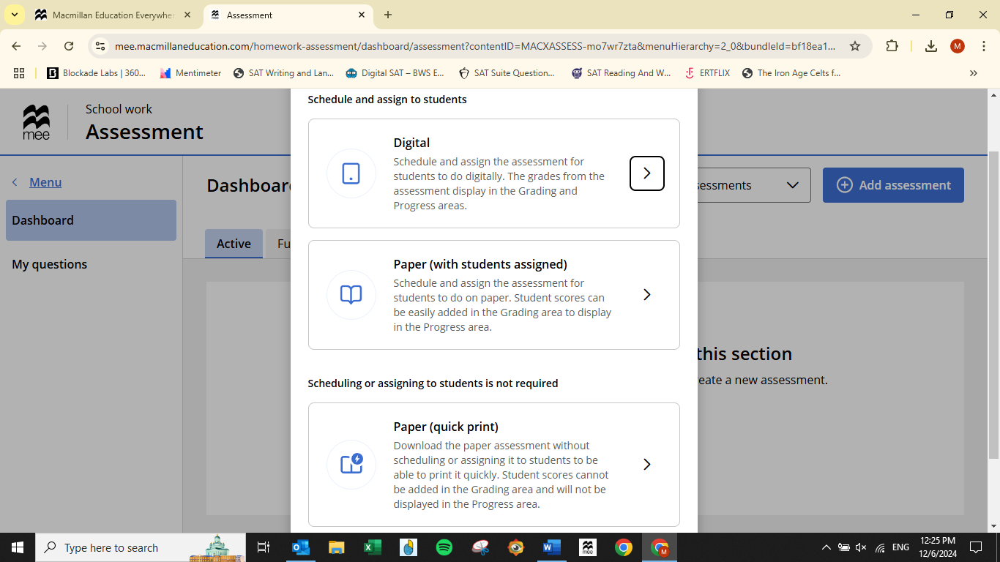 Macmillan Education Everywhe
Assessment
mee.macmillaneducation.com/homework-assessment/dashboard/assessment?contentID=MACXASSESS-mo7wr7zta&menuHierarchy=2_0&bundleId=bf18ea1...
M
Blockade Labs | 360...
Mentimeter
SAT Writing and Lan...
Digital SAT – BWS E...
SAT Suite Question...
SAT Reading And W...
ERTFLIX
The Iron Age Celts f...
mee
School work
Assessment
Menu
Dashboard
My questions
Dashboar
Active
Fu
sessments
Add assessment
this section
reate a new assessment.
Schedule and assign to students
Digital
Schedule and assign the assessment for
students to do digitally. The grades from the
assessment display in the Grading and
Progress areas.
Paper (with students assigned)
Schedule and assign the assessment for
students to do on paper. Student scores can
be easily added in the Grading area to display
in the Progress area.
Scheduling or assigning to students is not required
Paper (quick print)
Download the paper assessment without
scheduling or assigning it to students to be
able to print it quickly. Student scores cannot
be added in the Grading area and will not be
displayed in the Progress area.
Type here to search
ENG
12:25 PM
12/6/2024